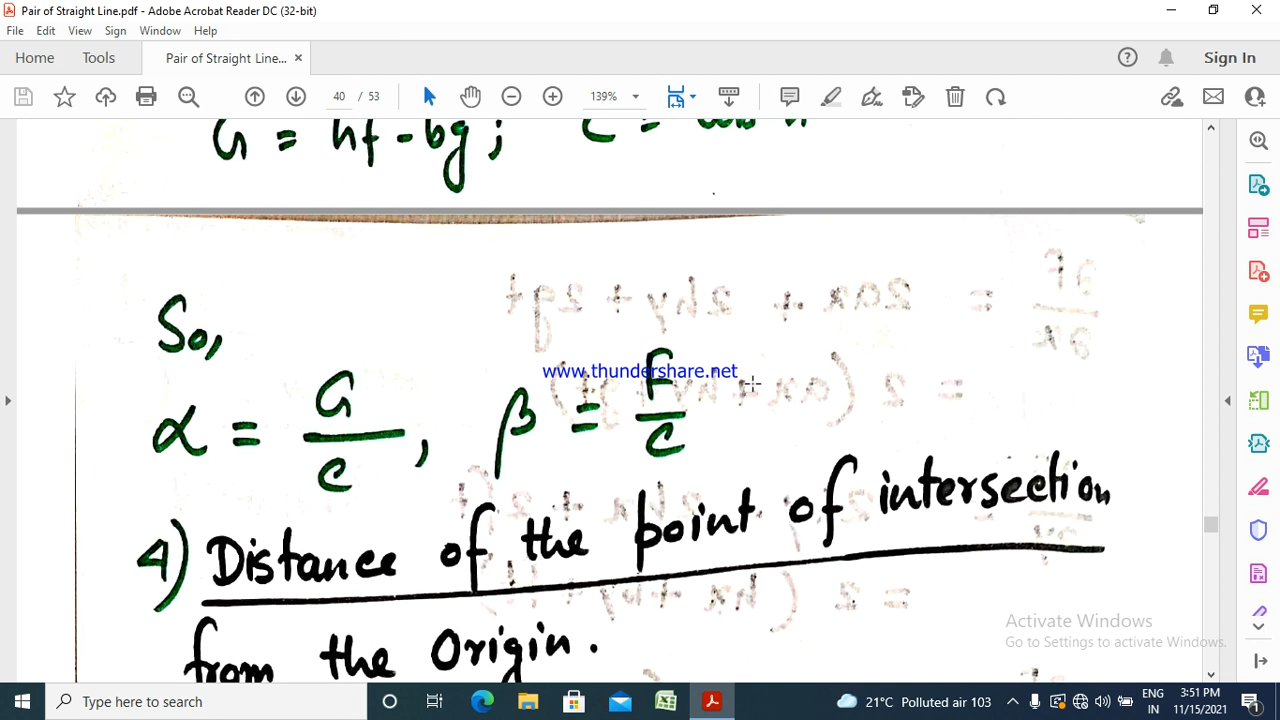 Pair of Straight Line.pdf - Adobe Acrobat Reader DC (32-bit)
File Edit View Sign Window Help
Home Tools Pair of Straight Line... × Sign In
40 / 53 139%
G = hf - bg ; C =
So,
α = G/C, β = F/C
www.thundershare.net
4) Distance of the point of intersection
from the Origin.
Activate Windows
Go to Settings to activate Windows.
Type here to search
21°C Polluted air 103
ENG
IN
3:51 PM
11/15/2021
1